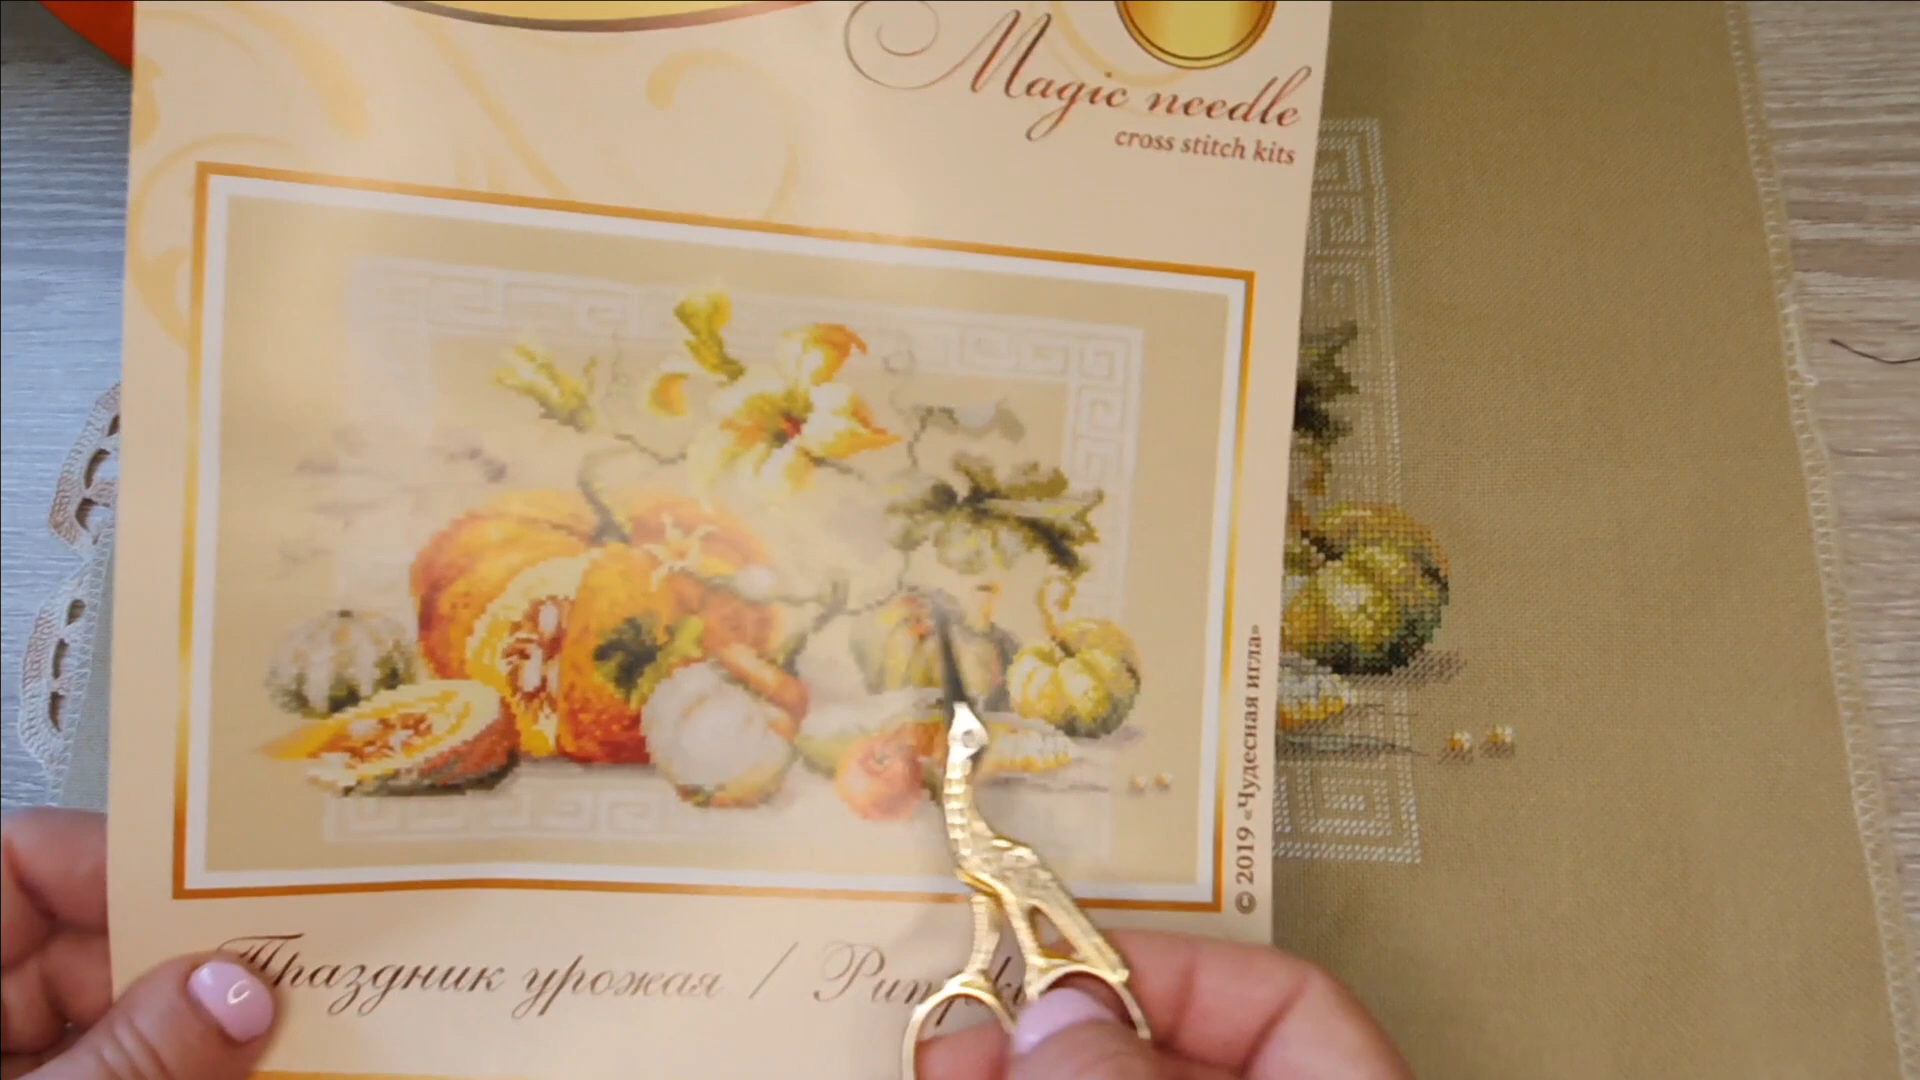 Magic needle
cross stitch kits
© 2019 «Чудесная игла»
Праздник урожая /